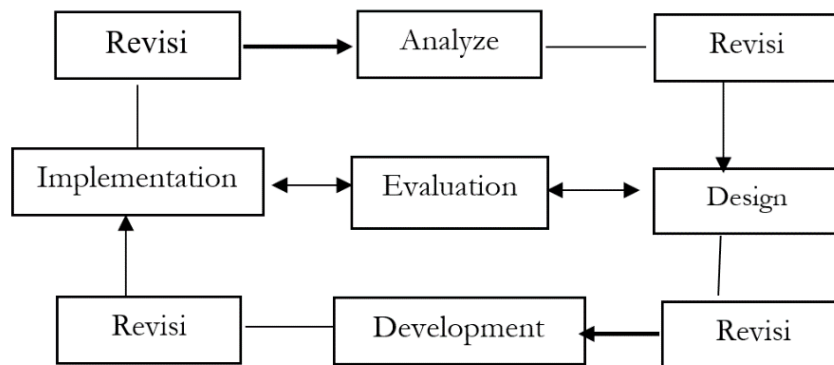 Revisi
Analyze
Revisi
Implementation
Evaluation
Design
Revisi
Development
Revisi